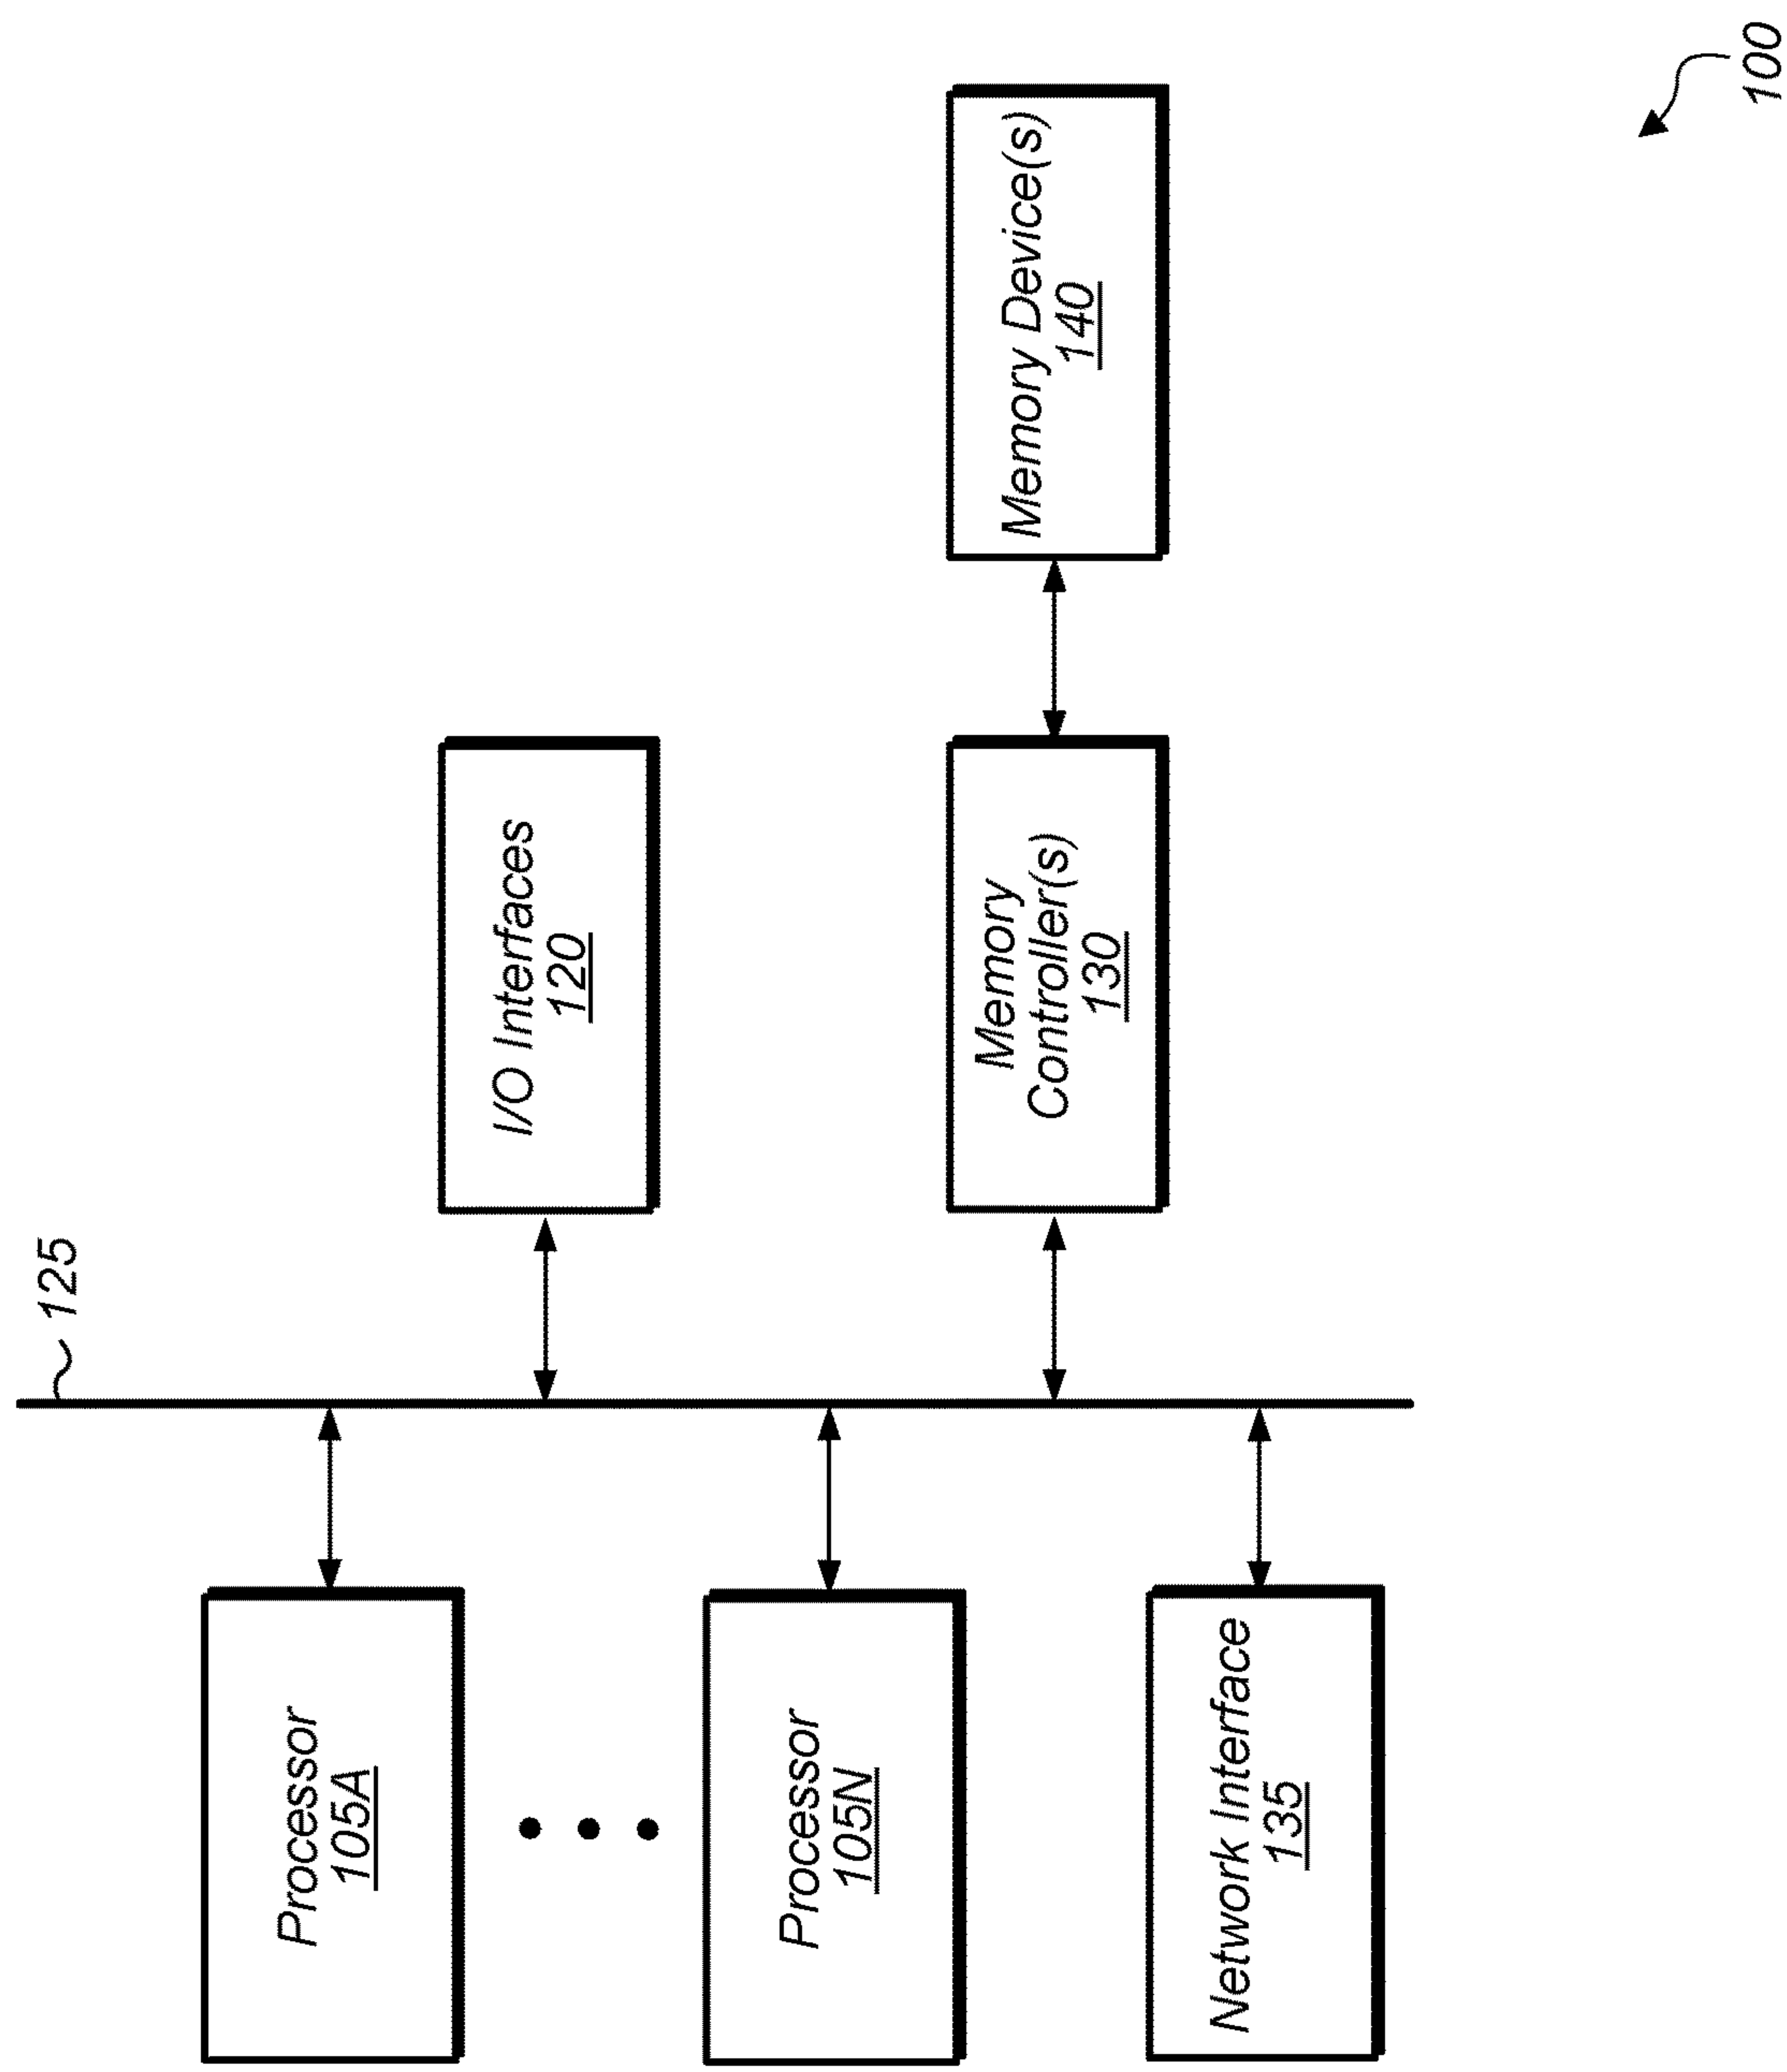 100
125
Processor
105A
Processor
105N
Network Interface
135
I/O Interfaces
120
Memory
Controller(s)
130
Memory Device(s)
140